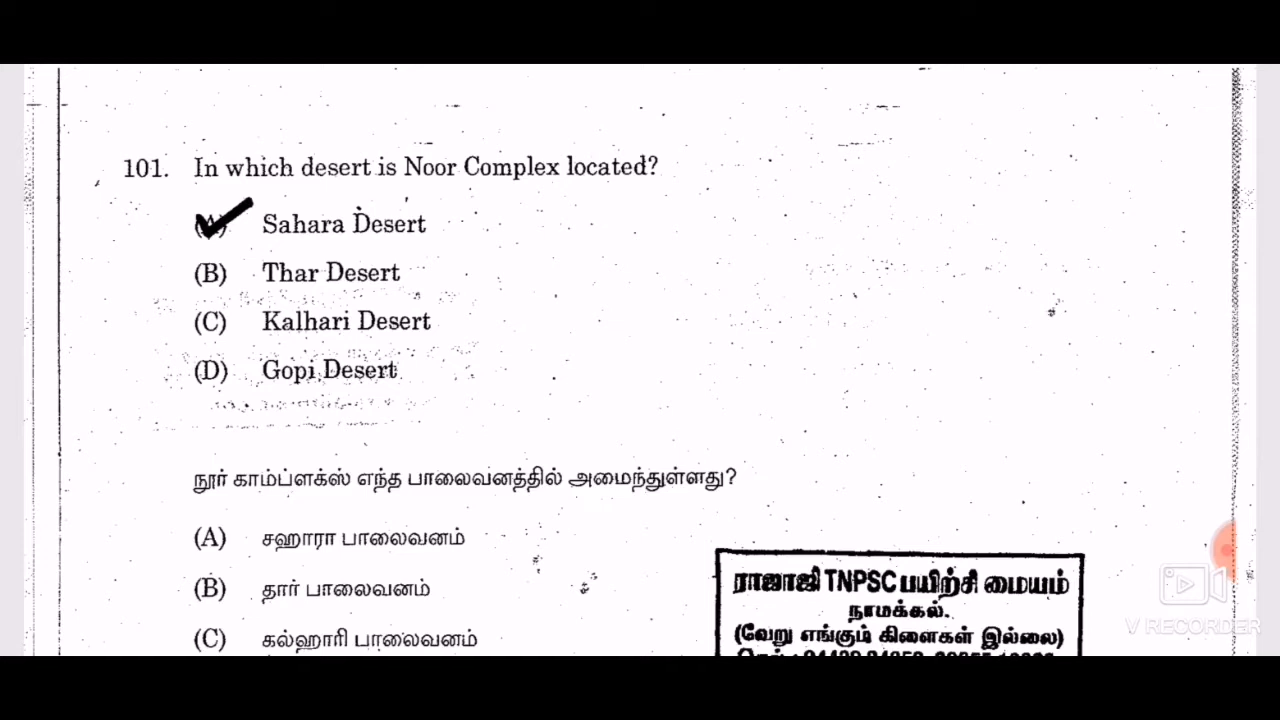 101. In which desert is Noor Complex located?
(A) Sahara Desert
(B) Thar Desert
(C) Kalhari Desert
(D) Gopi Desert
நூர் காம்ப்ளக்ஸ் எந்த பாலைவனத்தில் அமைந்துள்ளது?
(A) சஹாரா பாலைவனம்
(B) தார் பாலைவனம்
(C) கல்ஹாரி பாலைவனம்
ராஜாஜி TNPSC பயிற்சி மையம்
நாமக்கல்.
(வேறு எங்கும் கிளைகள் இல்லை)
V RECORDER